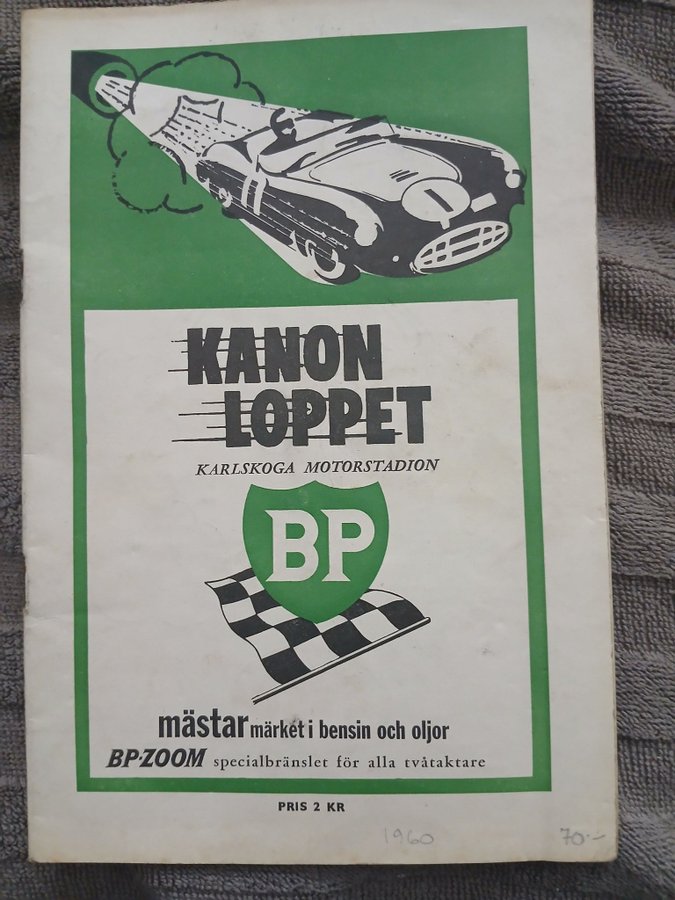 KANON
LOPPET
KARLSKOGA MOTORSTADION
BP
mästar märket i bensin och oljor
BP-ZOOM specialbränslet för alla tvåtaktare
PRIS 2 KR
1960
70:-